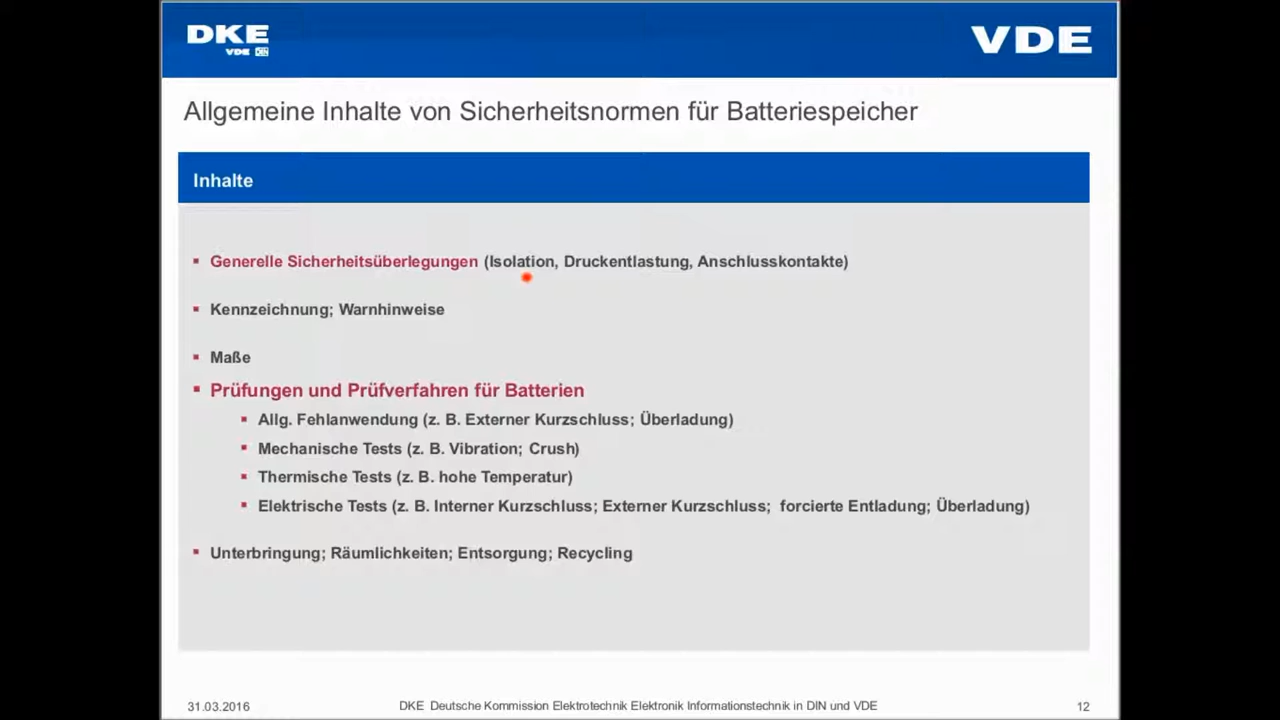 DKE
VDE DIN
VDE
Allgemeine Inhalte von Sicherheitsnormen für Batteriespeicher
Inhalte
Generelle Sicherheitsüberlegungen (Isolation, Druckentlastung, Anschlusskontakte)
Kennzeichnung; Warnhinweise
Maße
Prüfungen und Prüfverfahren für Batterien
Allg. Fehlanwendung (z. B. Externer Kurzschluss; Überladung)
Mechanische Tests (z. B. Vibration; Crush)
Thermische Tests (z. B. hohe Temperatur)
Elektrische Tests (z. B. Interner Kurzschluss; Externer Kurzschluss; forcierte Entladung; Überladung)
Unterbringung; Räumlichkeiten; Entsorgung; Recycling
31.03.2016
DKE Deutsche Kommission Elektrotechnik Elektronik Informationstechnik in DIN und VDE
12